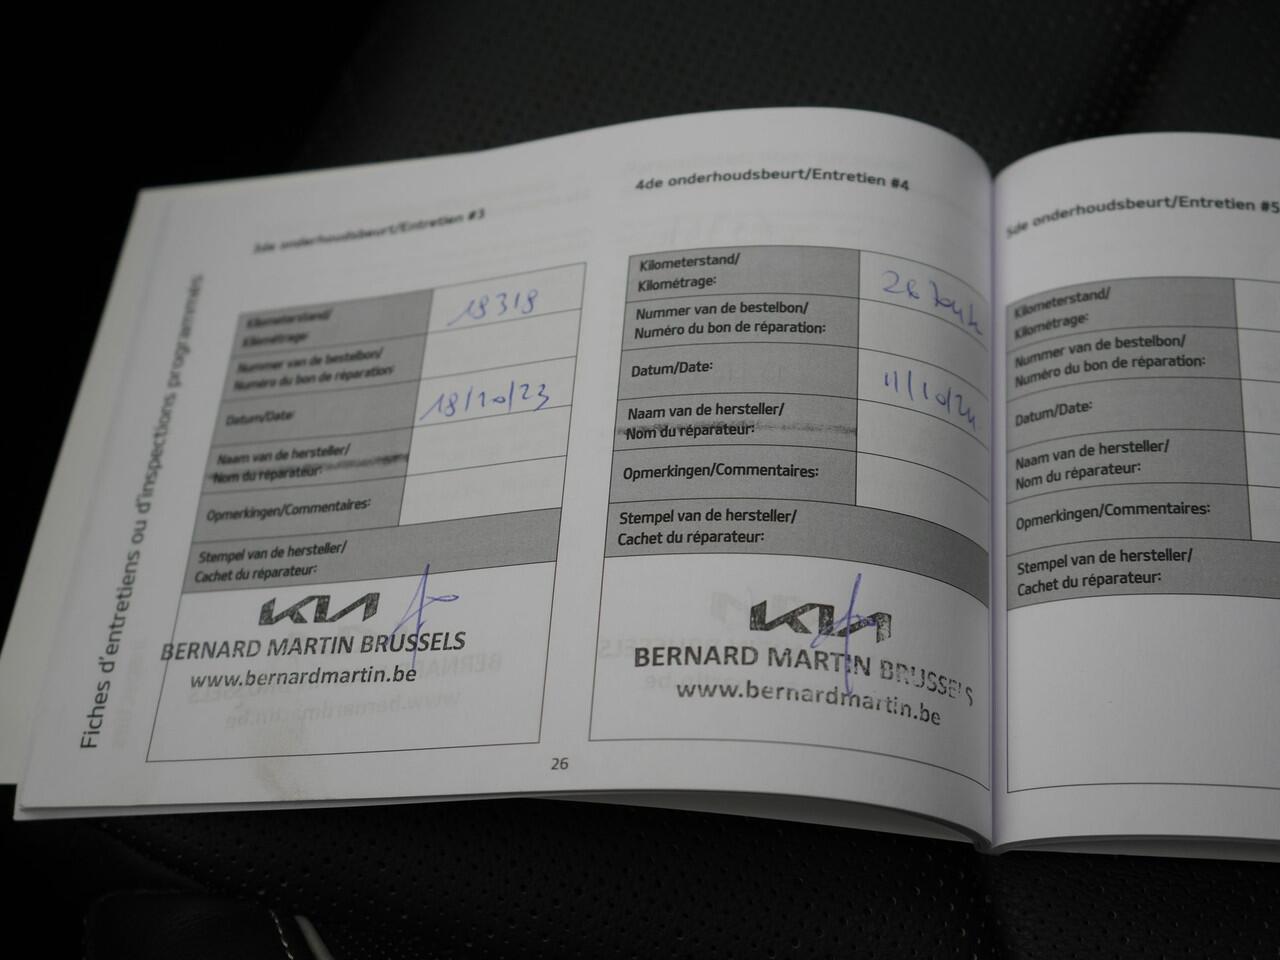 Fiches d'entretiens ou d'inspections programmés
3de onderhoudsbeurt/Entretien #3
Kilometerstand/
Kilométrage:
18318
Nummer van de bestelbon/
Numéro du bon de réparation:
Datum/Date:
18/10/23
Naam van de hersteller/
Nom du réparateur:
Opmerkingen/Commentaires:
Stempel van de hersteller/
Cachet du réparateur:
KIA
BERNARD MARTIN BRUSSELS
www.bernardmartin.be
26
4de onderhoudsbeurt/Entretien #4
Kilometerstand/
Kilométrage:
Nummer van de bestelbon/
Numéro du bon de réparation:
Datum/Date:
11/10/24
Naam van de hersteller/
Nom du réparateur:
Opmerkingen/Commentaires:
Stempel van de hersteller/
Cachet du réparateur:
KIA
BERNARD MARTIN BRUSSELS
www.bernardmartin.be
5de onderhoudsbeurt/Entretien #5
Kilometerstand/
Kilométrage:
Nummer van de bestelbon/
Numéro du bon de réparation:
Datum/Date:
Naam van de hersteller/
Nom du réparateur:
Opmerkingen/Commentaires:
Stempel van de hersteller/
Cachet du réparateur: